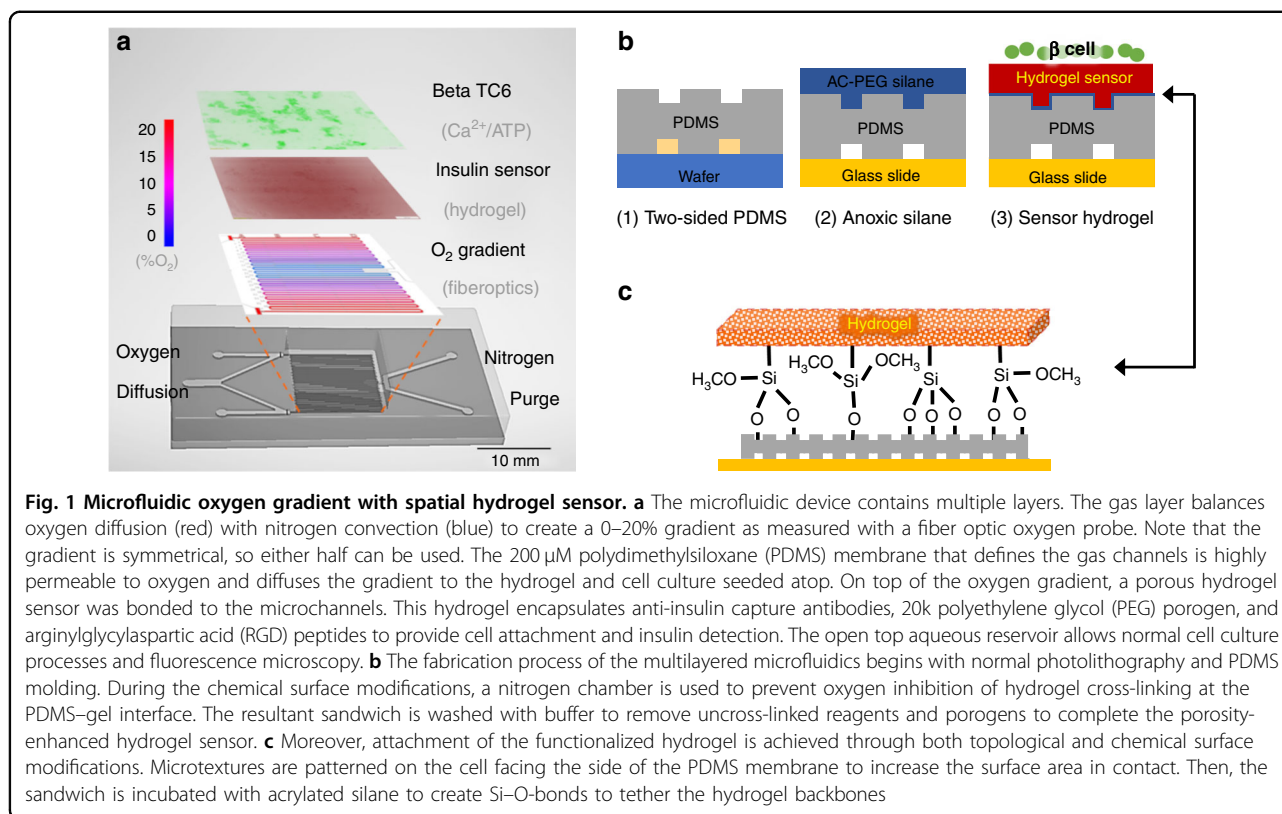 a
Beta TC6
(Ca²⁺/ATP)
20
15
10
5
0
(%O₂)
Insulin sensor
(hydrogel)
O₂ gradient
(fiberoptics)
Oxygen
Diffusion
Nitrogen
Purge
10 mm
b
AC-PEG silane
β cell
Hydrogel sensor
PDMS
PDMS
PDMS
Wafer
Glass slide
Glass slide
(1) Two-sided PDMS
(2) Anoxic silane
(3) Sensor hydrogel
c
Hydrogel
H₃CO
Si
O
O
H₃CO
Si
OCH₃
O
Si
O
O
O
Si
OCH₃
O
O
Fig. 1 Microfluidic oxygen gradient with spatial hydrogel sensor. a The microfluidic device contains multiple layers. The gas layer balances
oxygen diffusion (red) with nitrogen convection (blue) to create a 0–20% gradient as measured with a fiber optic oxygen probe. Note that the
gradient is symmetrical, so either half can be used. The 200 µM polydimethylsiloxane (PDMS) membrane that defines the gas channels is highly
permeable to oxygen and diffuses the gradient to the hydrogel and cell culture seeded atop. On top of the oxygen gradient, a porous hydrogel
sensor was bonded to the microchannels. This hydrogel encapsulates anti-insulin capture antibodies, 20k polyethylene glycol (PEG) porogen, and
arginylglycylaspartic acid (RGD) peptides to provide cell attachment and insulin detection. The open top aqueous reservoir allows normal cell culture
processes and fluorescence microscopy. b The fabrication process of the multilayered microfluidics begins with normal photolithography and PDMS
molding. During the chemical surface modifications, a nitrogen chamber is used to prevent oxygen inhibition of hydrogel cross-linking at the
PDMS–gel interface. The resultant sandwich is washed with buffer to remove uncross-linked reagents and porogens to complete the porosity-
enhanced hydrogel sensor. c Moreover, attachment of the functionalized hydrogel is achieved through both topological and chemical surface
modifications. Microtextures are patterned on the cell facing the side of the PDMS membrane to increase the surface area in contact. Then, the
sandwich is incubated with acrylated silane to create Si–O-bonds to tether the hydrogel backbones